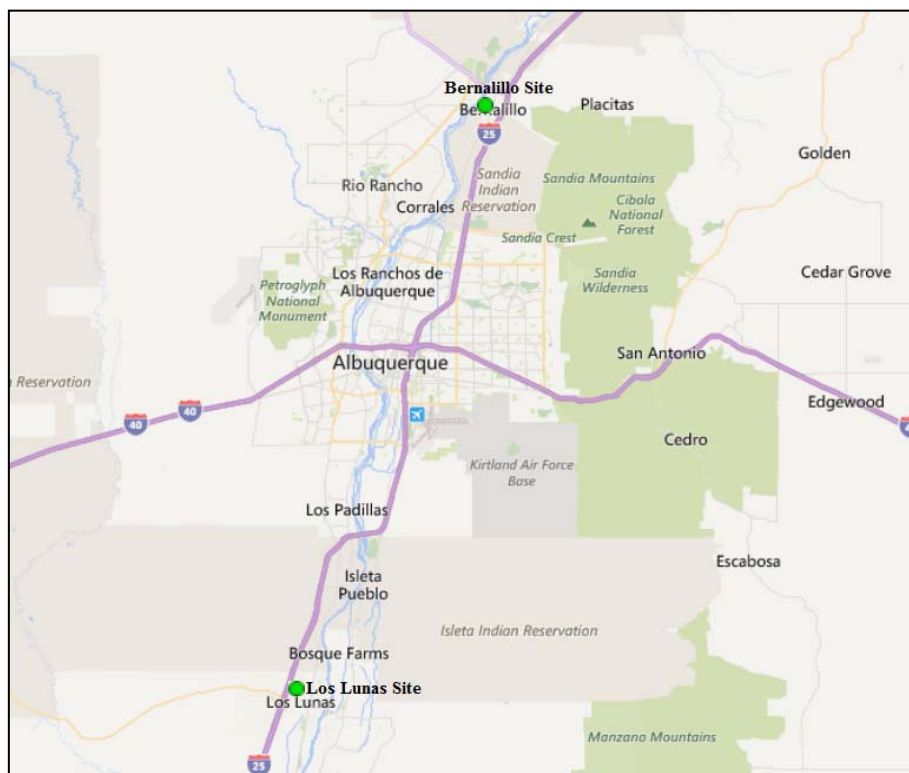 Bernalillo Site
Bernalillo
Placitas
25
Golden
Sandia Mountains
Rio Rancho
Sandia
Indian
Reservation
Cibola
National
Forest
Corrales
Sandia Crest
Los Ranchos de
Albuquerque
Petroglyph
National
Monument
Sandia
Wilderness
Cedar Grove
San Antonio
Albuquerque
n Reservation
40
40
Edgewood
4
Cedro
Kirtland Air Force
Base
Los Padillas
Escabosa
Isleta
Pueblo
Isleta Indian Reservation
Bosque Farms
Los Lunas Site
Los Lunas
Manzano Mountains
25